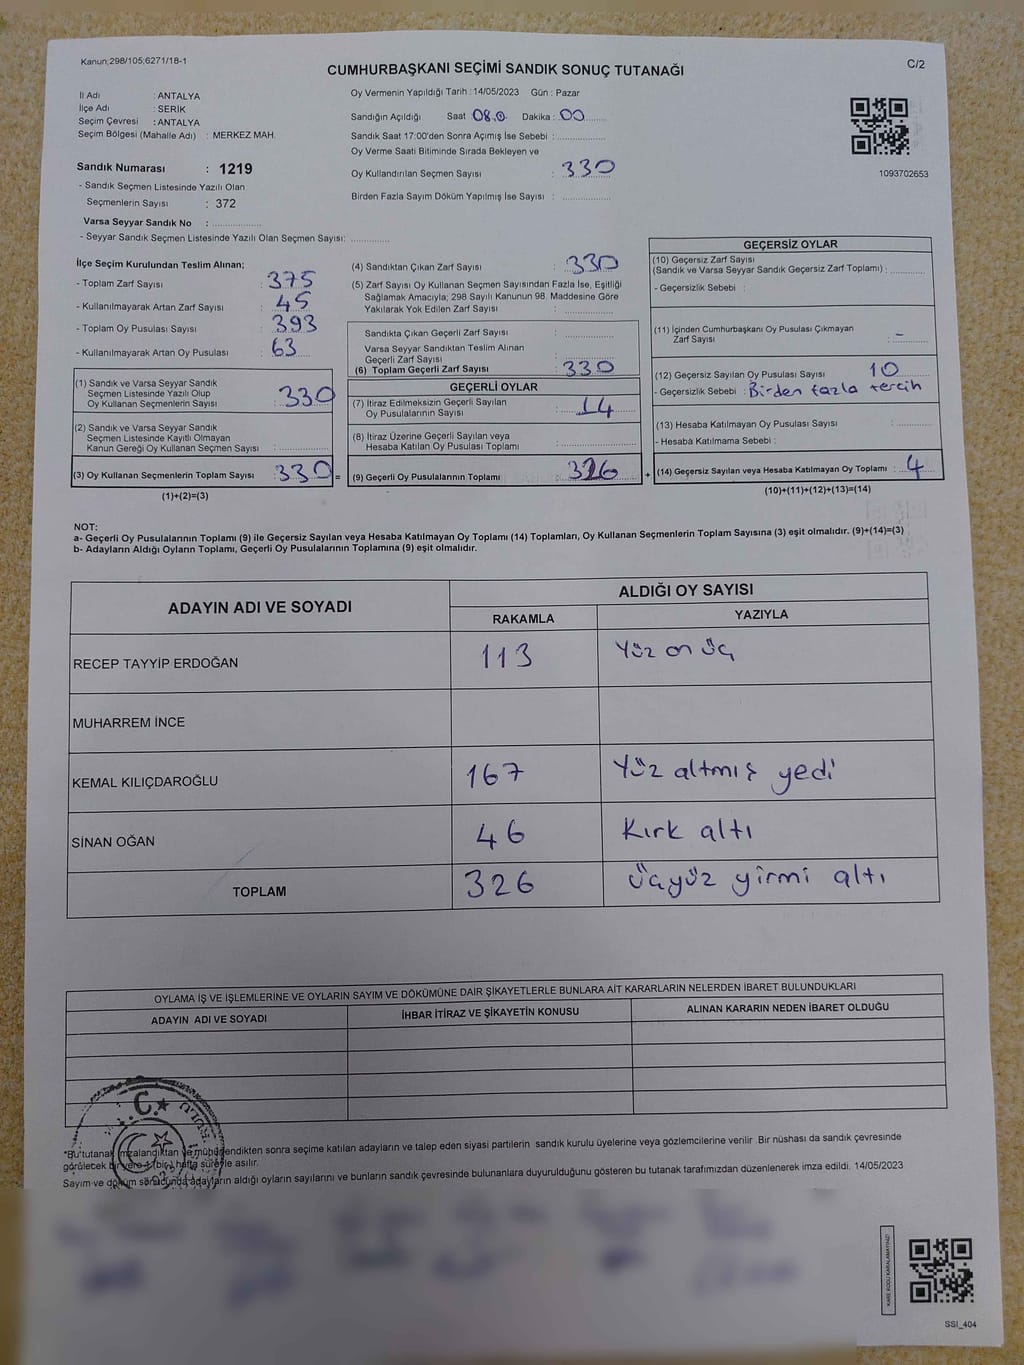 Kanun;298/105;6271/18-1
C/2
CUMHURBAŞKANI SEÇİMİ SANDIK SONUÇ TUTANAĞI
İl Adı : ANTALYA
İlçe Adı : SERİK
Seçim Çevresi : ANTALYA
Seçim Bölgesi (Mahalle Adı) : MERKEZ MAH.
Sandık Numarası : 1219
- Sandık Seçmen Listesinde Yazılı Olan
Seçmenlerin Sayısı : 372
Varsa Seyyar Sandık No : ..............
- Seyyar Sandık Seçmen Listesinde Yazılı Olan Seçmen Sayısı: ............
Oy Vermenin Yapıldığı Tarih : 14/05/2023 Gün : Pazar
Sandığın Açıldığı Saat 08.0. Dakika : 00
Sandık Saat 17:00'den Sonra Açımış İse Sebebi : ..............
Oy Verme Saati Bitiminde Sırada Bekleyen ve
Oy Kullandırılan Seçmen Sayısı : 330
Birden Fazla Sayım Döküm Yapılmış İse Sayısı : ..............
1093702653
İlçe Seçim Kurulundan Teslim Alınan;
- Toplam Zarf Sayısı : 375
- Kullanılmayarak Artan Zarf Sayısı : 45
- Toplam Oy Pusulası Sayısı : 393
- Kullanılmayarak Artan Oy Pusulası : 63
(1) Sandık ve Varsa Seyyar Sandık
Seçmen Listesinde Yazılı Olup
Oy Kullanan Seçmenlerin Sayısı : 330
(2) Sandık ve Varsa Seyyar Sandık
Seçmen Listesinde Kayıtlı Olmayan
Kanun Gereği Oy Kullanan Seçmen Sayısı : ..............
(3) Oy Kullanan Seçmenlerin Toplam Sayısı : 330 =
(1)+(2)=(3)
(4) Sandıktan Çıkan Zarf Sayısı : 330
(5) Zarf Sayısı Oy Kullanan Seçmen Sayısından Fazla İse, Eşitliği
Sağlamak Amacıyla; 298 Sayılı Kanunun 98. Maddesine Göre
Yakılarak Yok Edilen Zarf Sayısı : ..............
Sandıkta Çıkan Geçerli Zarf Sayısı : ..............
Varsa Seyyar Sandıktan Teslim Alınan
Geçerli Zarf Sayısı : ..............
(6) Toplam Geçerli Zarf Sayısı : 330
GEÇERLİ OYLAR
(7) İtiraz Edilmeksizin Geçerli Sayılan
Oy Pusulalarının Sayısı : 14
(8) İtiraz Üzerine Geçerli Sayılan veya
Hesaba Katılan Oy Pusulası Toplamı : ..............
(9) Geçerli Oy Pusulalarının Toplamı : 326 +
GEÇERSİZ OYLAR
(10) Geçersiz Zarf Sayısı
(Sandık ve Varsa Seyyar Sandık Geçersiz Zarf Toplamı) : ............
- Geçersizlik Sebebi :
(11) İçinden Cumhurbaşkanı Oy Pusulası Çıkmayan
Zarf Sayısı : -
(12) Geçersiz Sayılan Oy Pusulası Sayısı : 10
- Geçersizlik Sebebi : Birden fazla tercih
(13) Hesaba Katılmayan Oy Pusulası Sayısı : ............
- Hesaba Katılmama Sebebi :
(14) Geçersiz Sayılan veya Hesaba Katılmayan Oy Toplamı : 4
(10)+(11)+(12)+(13)=(14)
NOT:
a- Geçerli Oy Pusulalarının Toplamı (9) ile Geçersiz Sayılan veya Hesaba Katılmayan Oy Toplamı (14) Toplamları, Oy Kullanan Seçmenlerin Toplam Sayısına (3) eşit olmalıdır. (9)+(14)=(3)
b- Adayların Aldığı Oyların Toplamı, Geçerli Oy Pusulalarının Toplamına (9) eşit olmalıdır.
ADAYIN ADI VE SOYADI
ALDIĞI OY SAYISI
RAKAMLA YAZIYLA
RECEP TAYYİP ERDOĞAN 113 Yüz on üç
MUHARREM İNCE
KEMAL KILIÇDAROĞLU 167 Yüz altmış yedi
SİNAN OĞAN 46 Kırk altı
TOPLAM 326 üçyüz yirmi altı
OYLAMA İŞ VE İŞLEMLERİNE VE OYLARIN SAYIM VE DÖKÜMÜNE DAİR ŞİKAYETLERLE BUNLARA AİT KARARLARIN NELERDEN İBARET BULUNDUKLARI
ADAYIN ADI VE SOYADI İHBAR İTİRAZ VE ŞİKAYETİN KONUSU ALINAN KARARIN NEDEN İBARET OLDUĞU
T.C.
*Bu tutanak imzalandıktan ve mühürlendikten sonra seçime katılan adayların ve talep eden siyasi partilerin sandık kurulu üyelerine veya gözlemcilerine verilir. Bir nüshası da sandık çevresinde
görülecek bir yere 1 (bir) hafta süreyle asılır.
Sayım ve döküm sonucunda adayların aldığı oyların sayılarını ve bunların sandık çevresinde bulunanlara duyurulduğunu gösteren bu tutanak tarafımızdan düzenlenerek imza edildi. 14/05/2023
KARE KODU KARALAMAYINIZ!
SSI_404